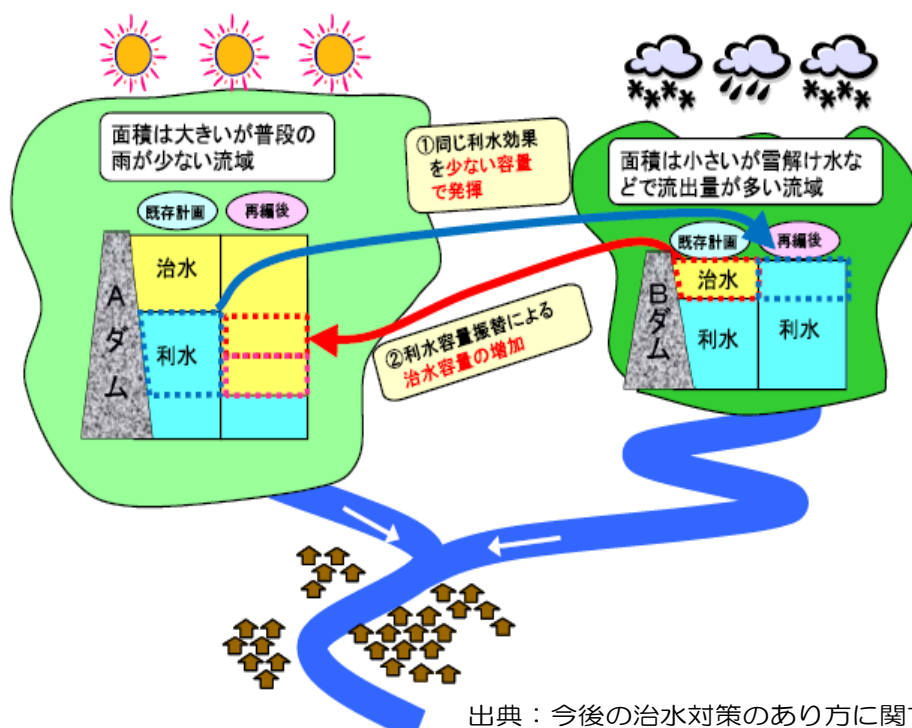 面積は大きいが普段の
雨が少ない流域
既存計画
再編後
Aダム
治水
利水
①同じ利水効果
を少ない容量
で発揮
②利水容量振替による
治水容量の増加
面積は小さいが雪解け水な
どで流出量が多い流域
既存計画
再編後
Bダム
治水
利水
利水
出典:今後の治水対策のあり方に関